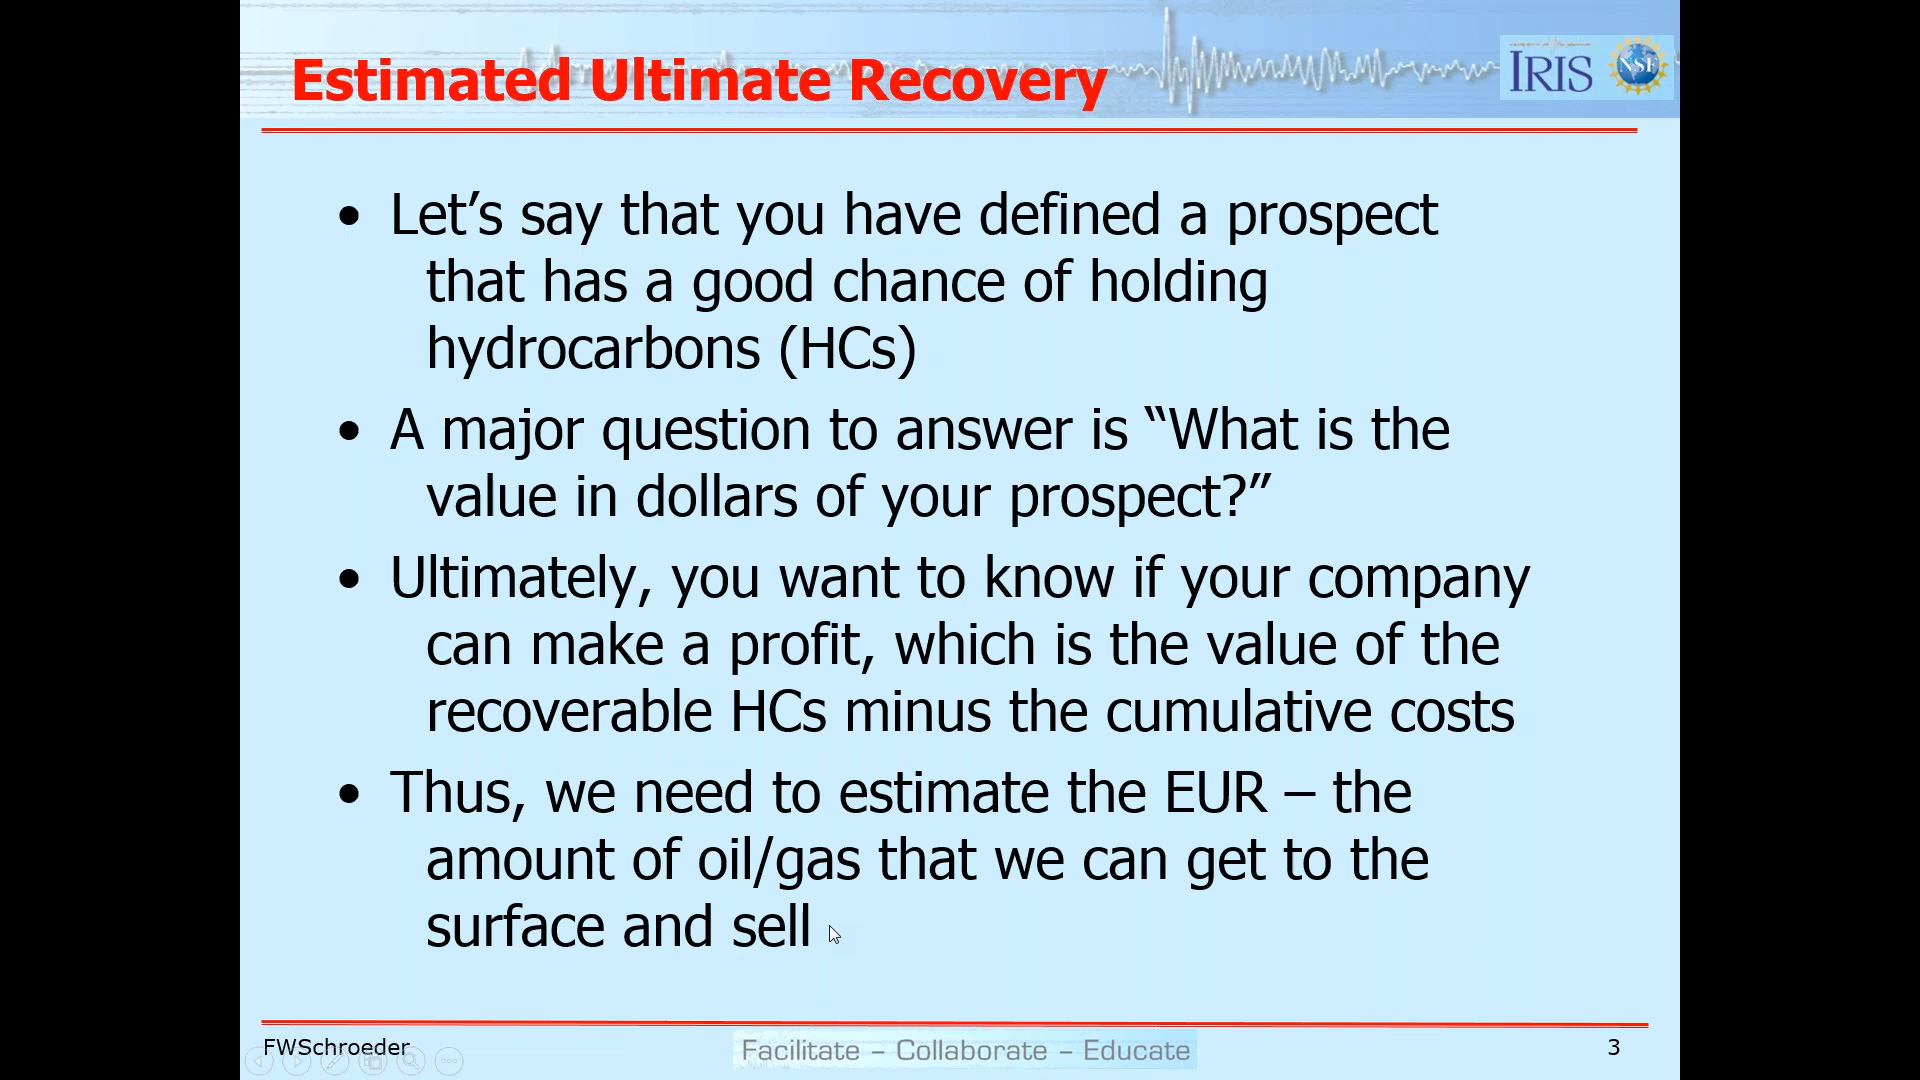 Estimated Ultimate Recovery
IRIS
NSF
• Let’s say that you have defined a prospect
that has a good chance of holding
hydrocarbons (HCs)
• A major question to answer is “What is the
value in dollars of your prospect?”
• Ultimately, you want to know if your company
can make a profit, which is the value of the
recoverable HCs minus the cumulative costs
• Thus, we need to estimate the EUR – the
amount of oil/gas that we can get to the
surface and sell
FWSchroeder
Facilitate – Collaborate – Educate
3